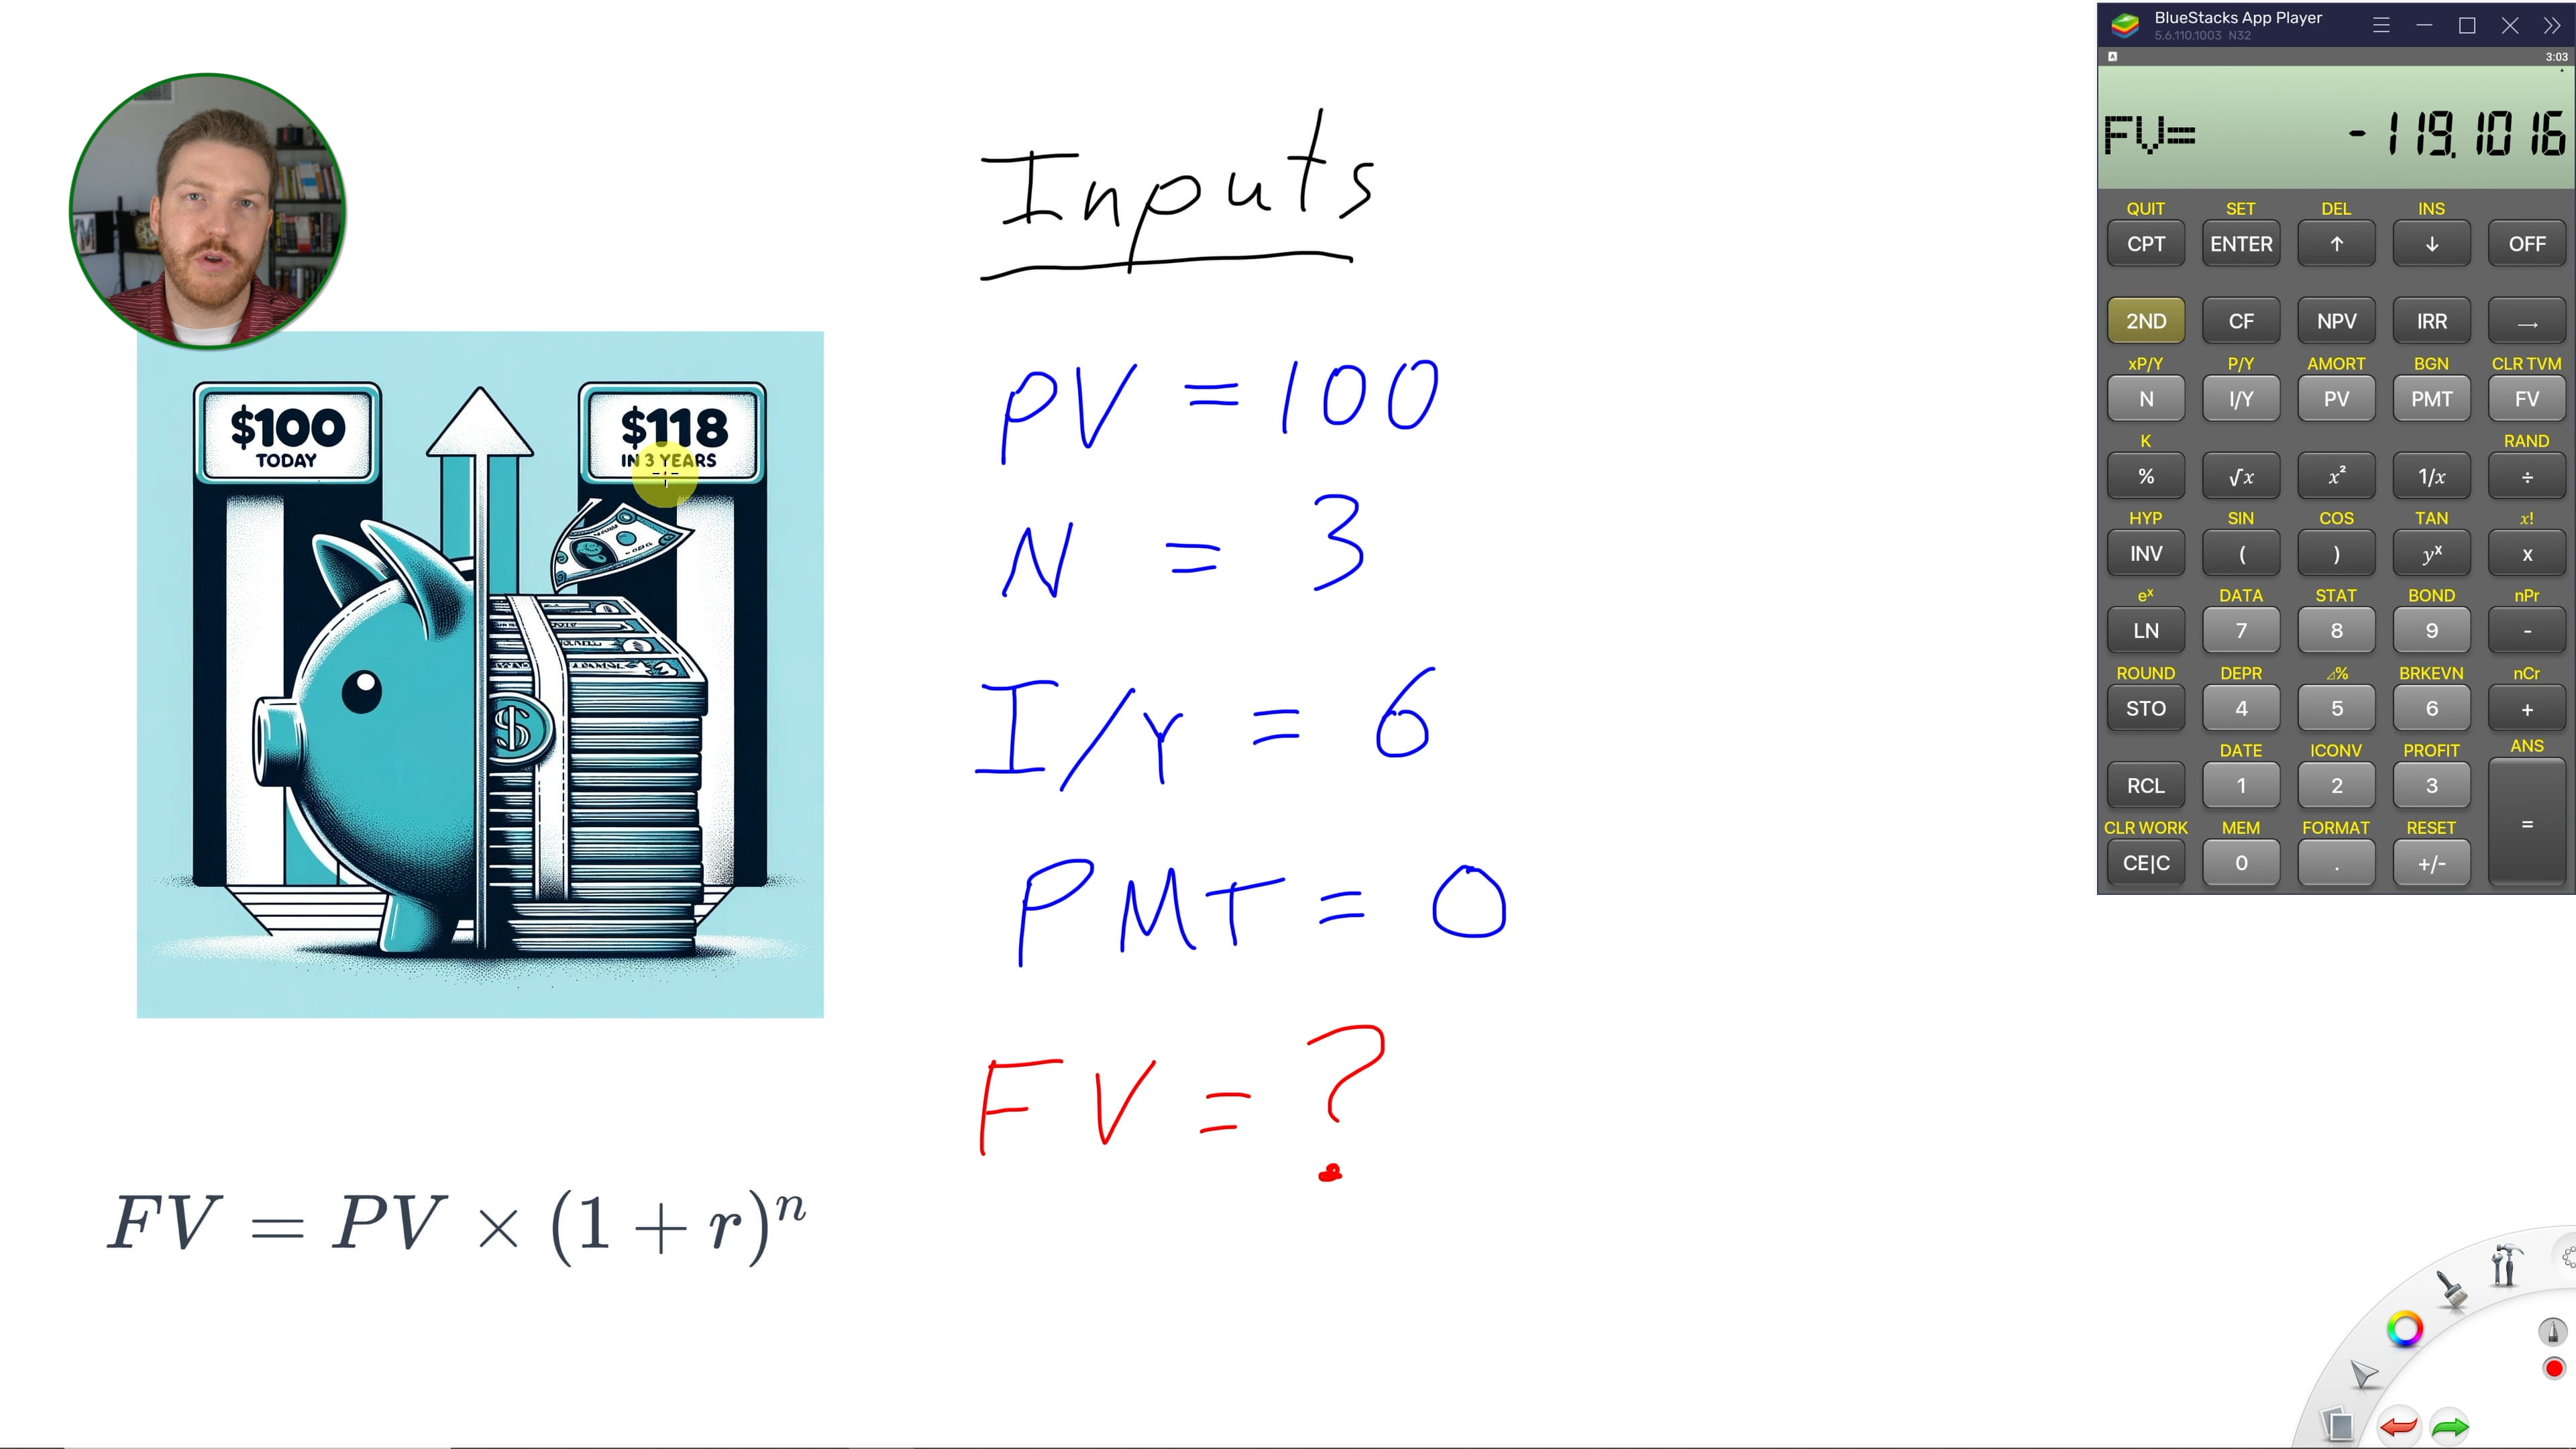 Inputs
PV = 100
N = 3
I/Y = 6
PMT = 0
FV = ?
$100
TODAY
$118
IN 3 YEARS
$
FV = PV × (1 + r)ⁿ
BlueStacks App Player
5.6.110.1003 N32
3:03
FV= -119.1016
QUIT SET DEL INS
CPT ENTER ↑ ↓ OFF
2ND CF NPV IRR →
xP/Y P/Y AMORT BGN CLR TVM
N I/Y PV PMT FV
K RAND
% √x x² 1/x ÷
HYP SIN COS TAN x!
INV ( ) yˣ x
eˣ DATA STAT BOND nPr
LN 7 8 9 -
ROUND DEPR ⊿% BRKEVN nCr
STO 4 5 6 +
DATE ICONV PROFIT ANS
RCL 1 2 3 =
CLR WORK MEM FORMAT RESET
CE|C 0 . +/-